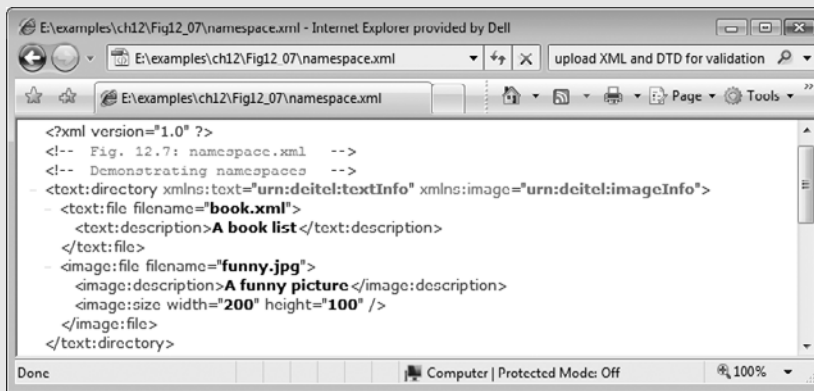 E:\examples\ch12\Fig12_07\namespace.xml - Internet Explorer provided by Dell
E:\examples\ch12\Fig12_07\namespace.xml
upload XML and DTD for validation
E:\examples\ch12\Fig12_07\namespace.xml
Page
Tools
<?xml version="1.0" ?>
<!-- Fig. 12.7: namespace.xml -->
<!-- Demonstrating namespaces -->
- <text:directory xmlns:text="urn:deitel:textInfo" xmlns:image="urn:deitel:imageInfo">
- <text:file filename="book.xml">
<text:description>A book list</text:description>
</text:file>
- <image:file filename="funny.jpg">
<image:description>A funny picture</image:description>
<image:size width="200" height="100" />
</image:file>
</text:directory>
Done
Computer | Protected Mode: Off
100%